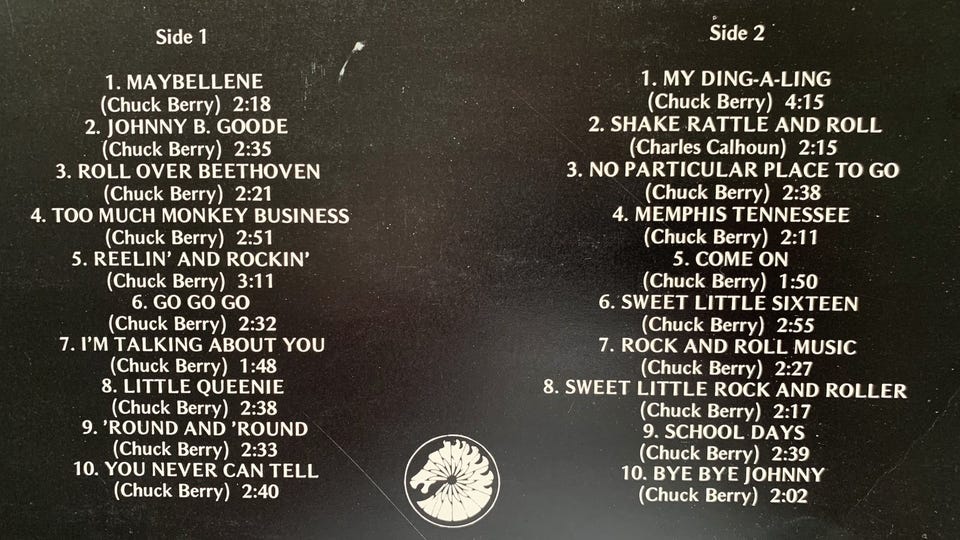 Side 1
1. MAYBELLENE
(Chuck Berry) 2:18
2. JOHNNY B. GOODE
(Chuck Berry) 2:35
3. ROLL OVER BEETHOVEN
(Chuck Berry) 2:21
4. TOO MUCH MONKEY BUSINESS
(Chuck Berry) 2:51
5. REELIN' AND ROCKIN'
(Chuck Berry) 3:11
6. GO GO GO
(Chuck Berry) 2:32
7. I'M TALKING ABOUT YOU
(Chuck Berry) 1:48
8. LITTLE QUEENIE
(Chuck Berry) 2:38
9. 'ROUND AND 'ROUND
(Chuck Berry) 2:33
10. YOU NEVER CAN TELL
(Chuck Berry) 2:40
Side 2
1. MY DING-A-LING
(Chuck Berry) 4:15
2. SHAKE RATTLE AND ROLL
(Charles Calhoun) 2:15
3. NO PARTICULAR PLACE TO GO
(Chuck Berry) 2:38
4. MEMPHIS TENNESSEE
(Chuck Berry) 2:11
5. COME ON
(Chuck Berry) 1:50
6. SWEET LITTLE SIXTEEN
(Chuck Berry) 2:55
7. ROCK AND ROLL MUSIC
(Chuck Berry) 2:27
8. SWEET LITTLE ROCK AND ROLLER
(Chuck Berry) 2:17
9. SCHOOL DAYS
(Chuck Berry) 2:39
10. BYE BYE JOHNNY
(Chuck Berry) 2:02